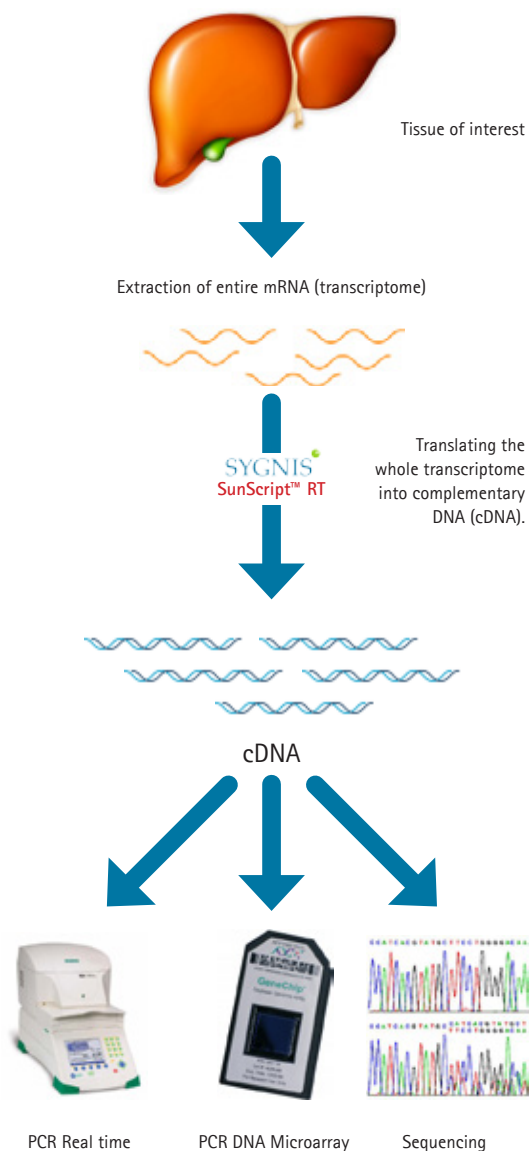 Tissue of interest
Extraction of entire mRNA (transcriptome)
SYGNIS
SunScript™ RT
Translating the
whole transcriptome
into complementary
DNA (cDNA).
cDNA
GeneChip
PCR Real time
PCR DNA Microarray
Sequencing